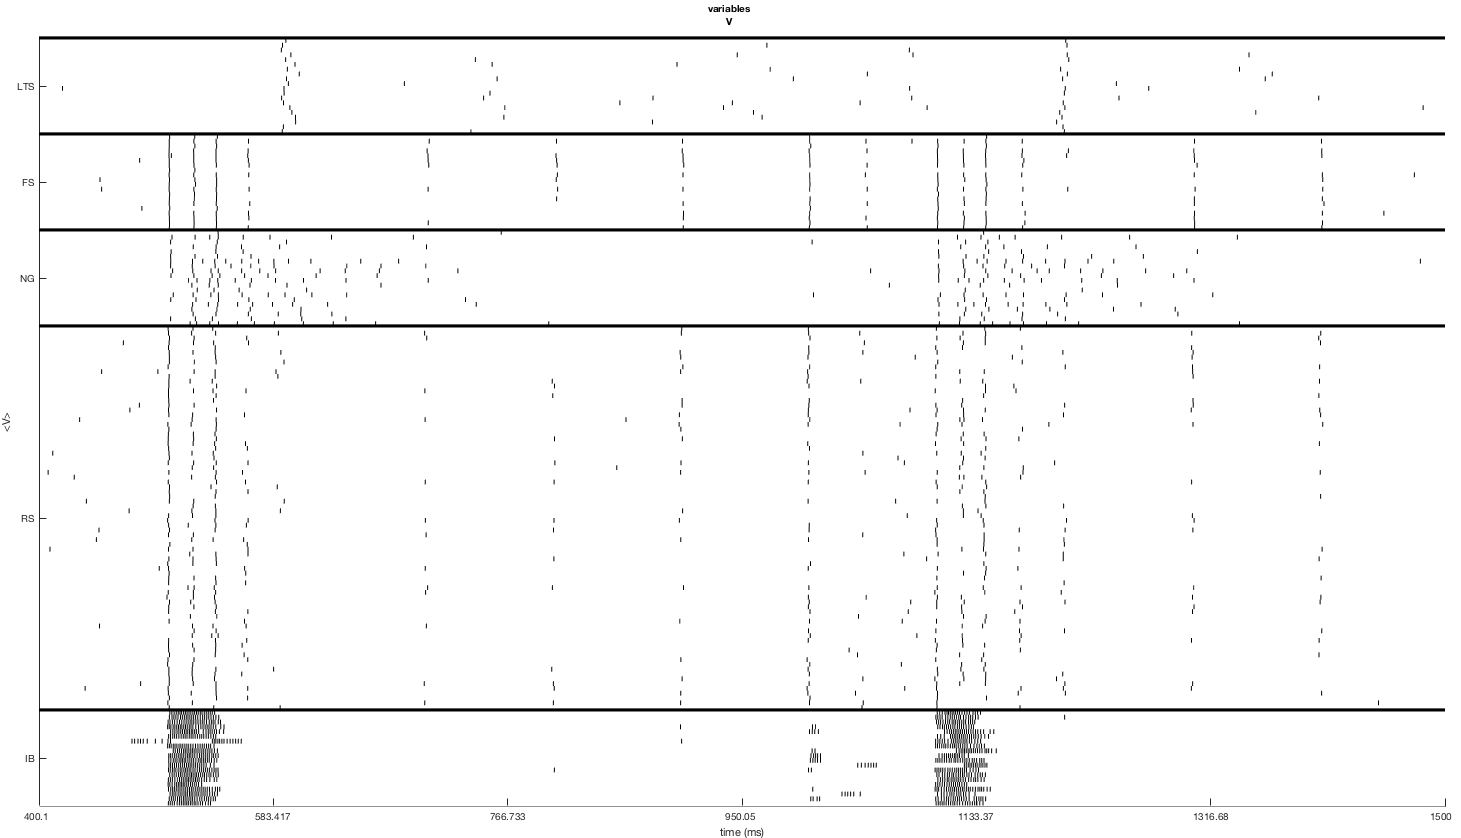 variables
V
LTS
FS
NG
RS
IB
<V>
400.1
583.417
766.733
950.05
1133.37
1316.68
1500
time (ms)